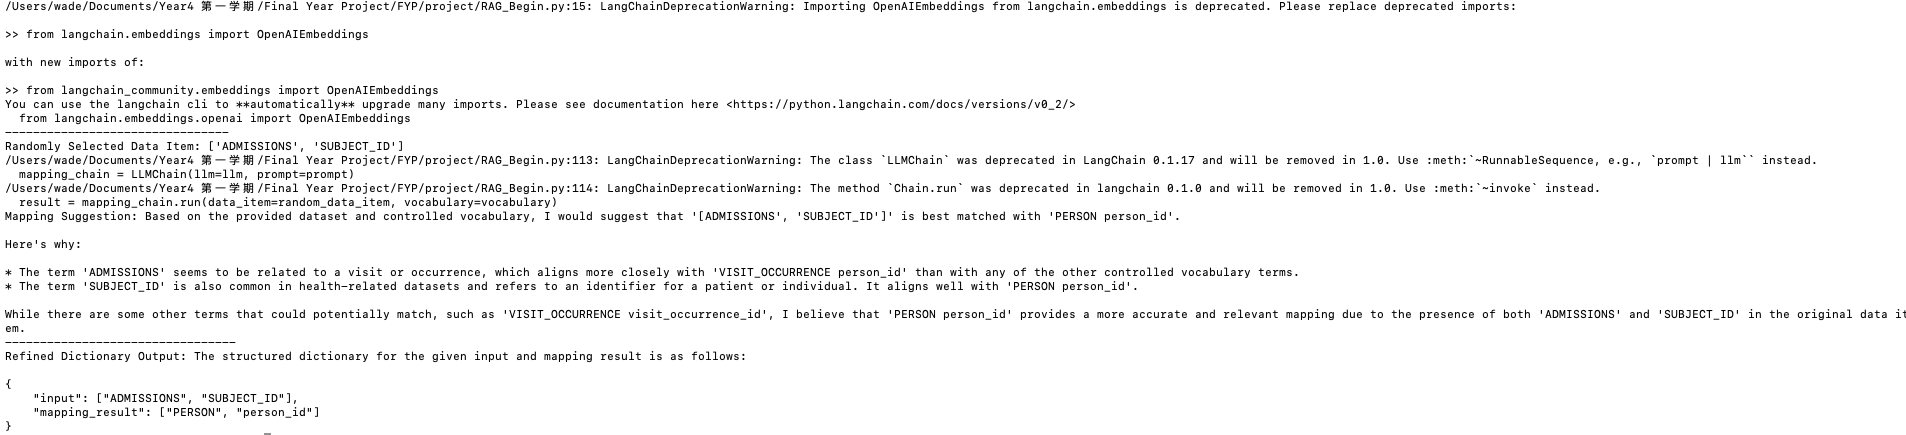 /Users/wade/Documents/Year4 第一学期/Final Year Project/FYP/project/RAG_Begin.py:15: LangChainDeprecationWarning: Importing OpenAIEmbeddings from langchain.embeddings is deprecated. Please replace deprecated imports:
>> from langchain.embeddings import OpenAIEmbeddings
with new imports of:
>> from langchain_community.embeddings import OpenAIEmbeddings
You can use the langchain cli to **automatically** upgrade many imports. Please see documentation here <https://python.langchain.com/docs/versions/v0_2/>
from langchain.embeddings.openai import OpenAIEmbeddings
--------------------------------
Randomly Selected Data Item: ['ADMISSIONS', 'SUBJECT_ID']
/Users/wade/Documents/Year4 第一学期/Final Year Project/FYP/project/RAG_Begin.py:113: LangChainDeprecationWarning: The class `LLMChain` was deprecated in LangChain 0.1.17 and will be removed in 1.0. Use :meth:`~RunnableSequence, e.g., `prompt | llm`` instead.
mapping_chain = LLMChain(llm=llm, prompt=prompt)
/Users/wade/Documents/Year4 第一学期/Final Year Project/FYP/project/RAG_Begin.py:114: LangChainDeprecationWarning: The method `Chain.run` was deprecated in langchain 0.1.0 and will be removed in 1.0. Use :meth:`~invoke` instead.
result = mapping_chain.run(data_item=random_data_item, vocabulary=vocabulary)
Mapping Suggestion: Based on the provided dataset and controlled vocabulary, I would suggest that '[ADMISSIONS', 'SUBJECT_ID']' is best matched with 'PERSON person_id'.
Here's why:
* The term 'ADMISSIONS' seems to be related to a visit or occurrence, which aligns more closely with 'VISIT_OCCURRENCE person_id' than with any of the other controlled vocabulary terms.
* The term 'SUBJECT_ID' is also common in health-related datasets and refers to an identifier for a patient or individual. It aligns well with 'PERSON person_id'.
While there are some other terms that could potentially match, such as 'VISIT_OCCURRENCE visit_occurrence_id', I believe that 'PERSON person_id' provides a more accurate and relevant mapping due to the presence of both 'ADMISSIONS' and 'SUBJECT_ID' in the original data it
em.
---------------------------------
Refined Dictionary Output: The structured dictionary for the given input and mapping result is as follows:
{
"input": ["ADMISSIONS", "SUBJECT_ID"],
"mapping_result": ["PERSON", "person_id"]
}